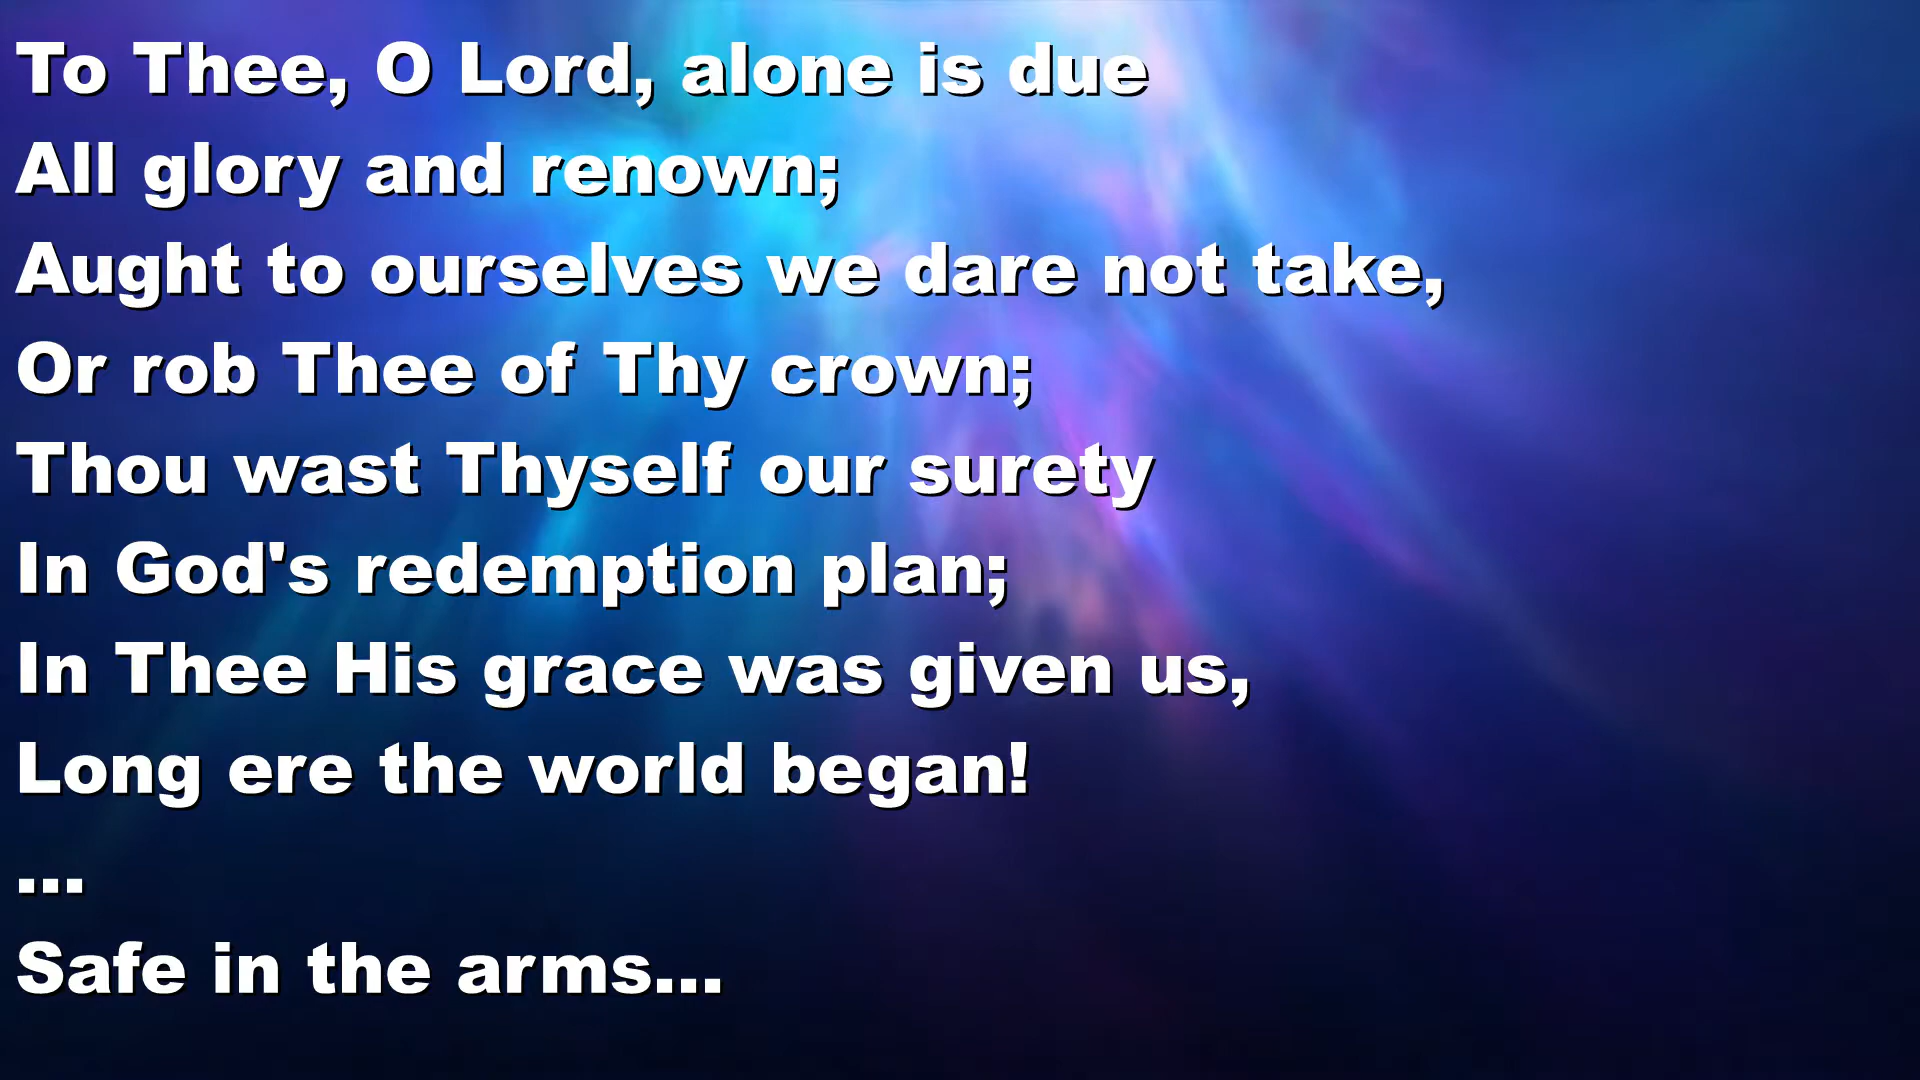 To Thee, O Lord, alone is due
All glory and renown;
Aught to ourselves we dare not take,
Or rob Thee of Thy crown;
Thou wast Thyself our surety
In God's redemption plan;
In Thee His grace was given us,
Long ere the world began!
...
Safe in the arms...